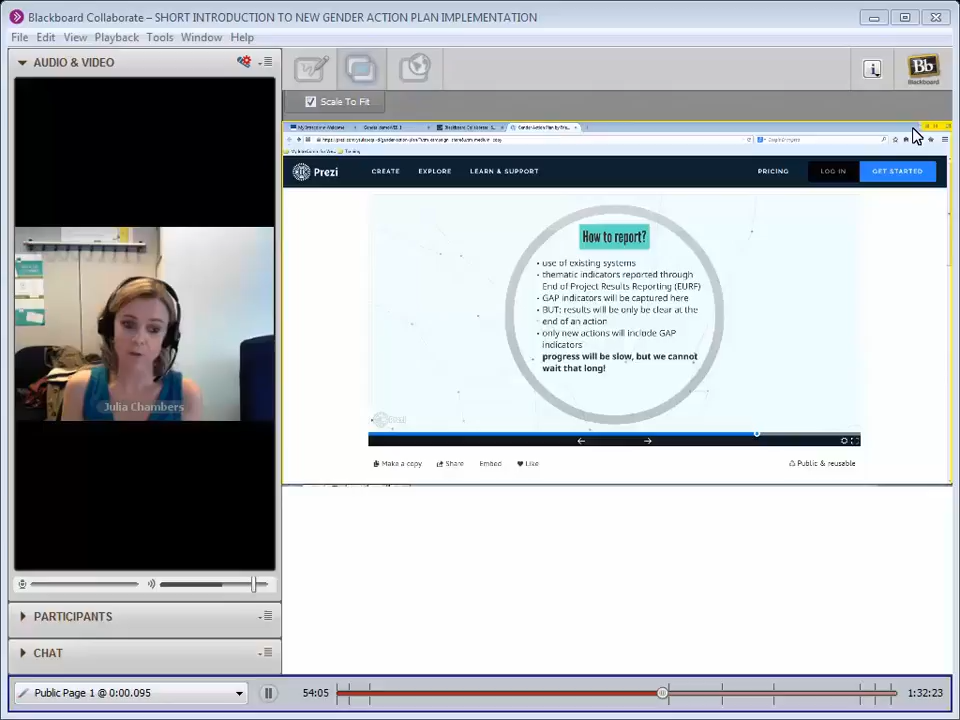 Blackboard Collaborate – SHORT INTRODUCTION TO NEW GENDER ACTION PLAN IMPLEMENTATION
File Edit View Playback Tools Window Help
AUDIO & VIDEO
Bb
Blackboard
Scale To Fit
Prezi
CREATE
EXPLORE
LEARN & SUPPORT
PRICING
LOG IN
GET STARTED
How to report?
• use of existing systems
• thematic indicators reported through
End of Project Results Reporting (EURF)
• GAP indicators will be captured here
• BUT: results will be only be clear at the
end of an action
• only new actions will include GAP
indicators
progress will be slow, but we cannot
wait that long!
Prezi
Make a copy
Share
Embed
Like
Public & reusable
Julia Chambers
PARTICIPANTS
CHAT
Public Page 1 @ 0:00.095
54:05
1:32:23